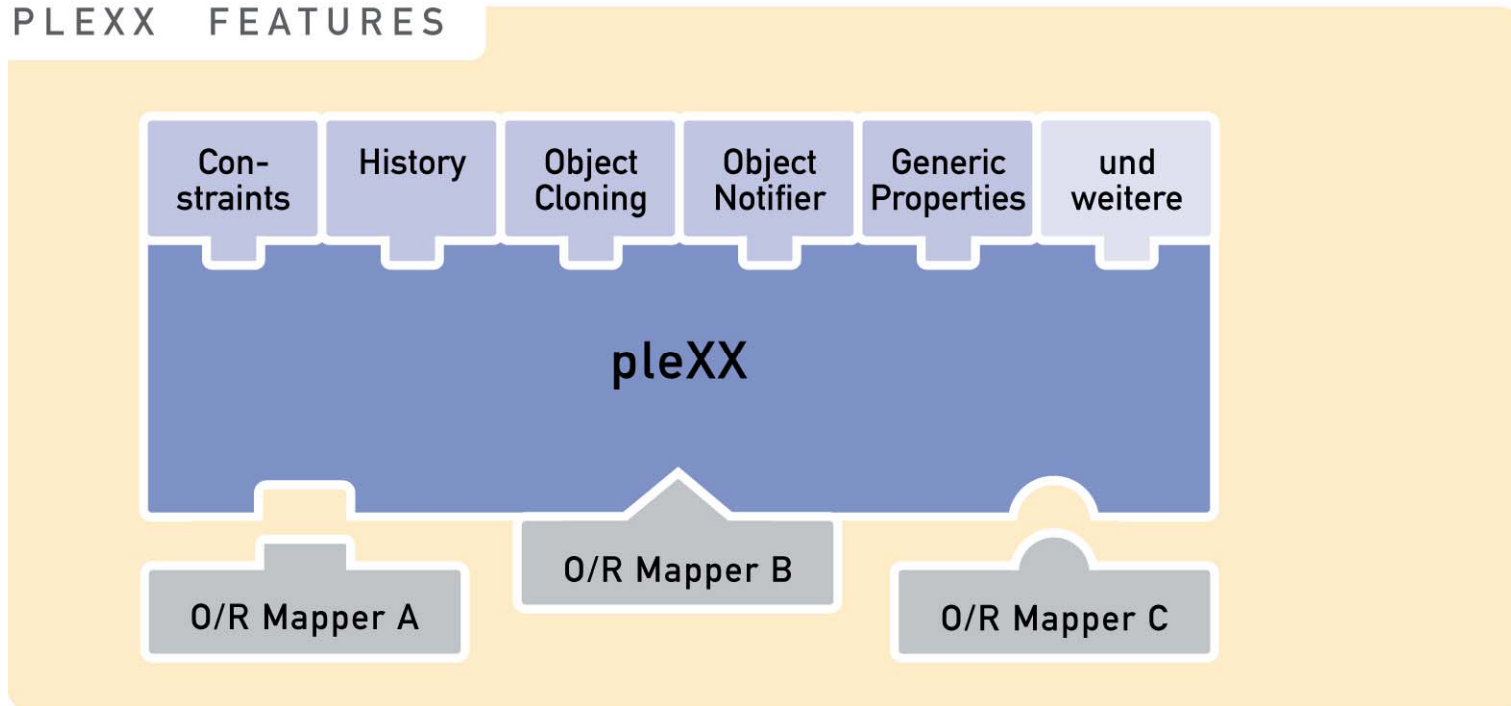 PLEXX FEATURES
Con-
straints
History
Object
Cloning
Object
Notifier
Generic
Properties
und
weitere
pleXX
O/R Mapper A
O/R Mapper B
O/R Mapper C